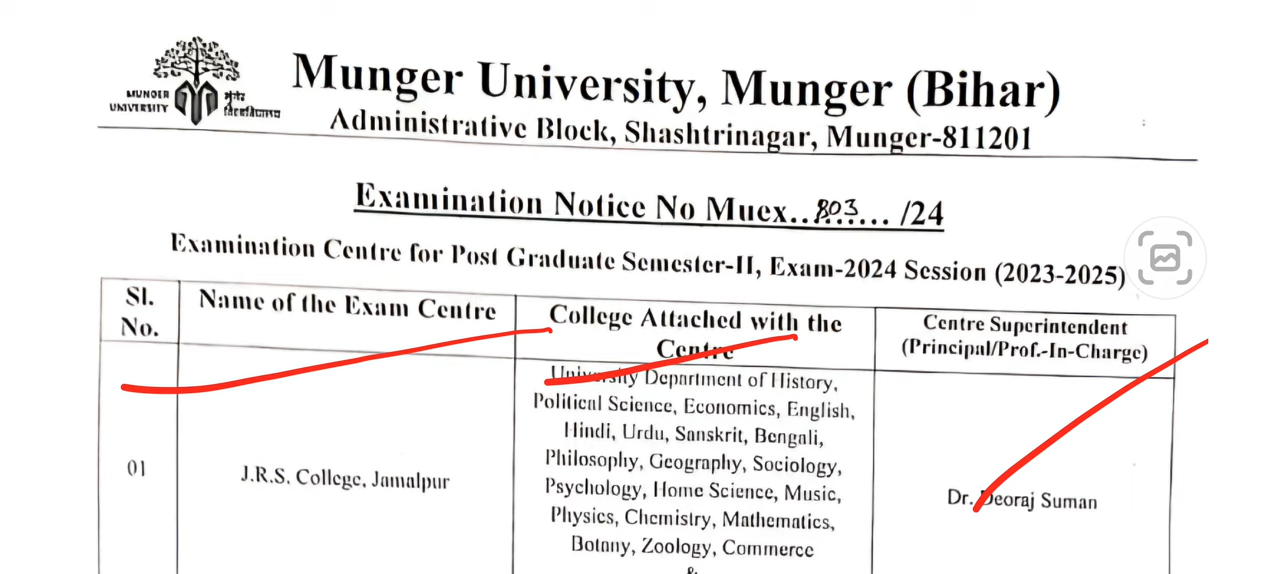 MUNGER
UNIVERSITY
मुंगेर
विश्वविद्यालय
Munger University, Munger (Bihar)
Administrative Block, Shashtrinagar, Munger-811201
Examination Notice No Muex..803... /24
Examination Centre for Post Graduate Semester-II, Exam-2024 Session (2023-2025)
Sl.
No.
Name of the Exam Centre
College Attached with the
Centre
Centre Superintendent
(Principal/Prof.-In-Charge)
01
J.R.S. College, Jamalpur
University Department of History,
Political Science, Economics, English,
Hindi, Urdu, Sanskrit, Bengali,
Philosophy, Geography, Sociology,
Psychology, Home Science, Music,
Physics, Chemistry, Mathematics,
Botany, Zoology, Commerce
&
Dr. Deoraj Suman